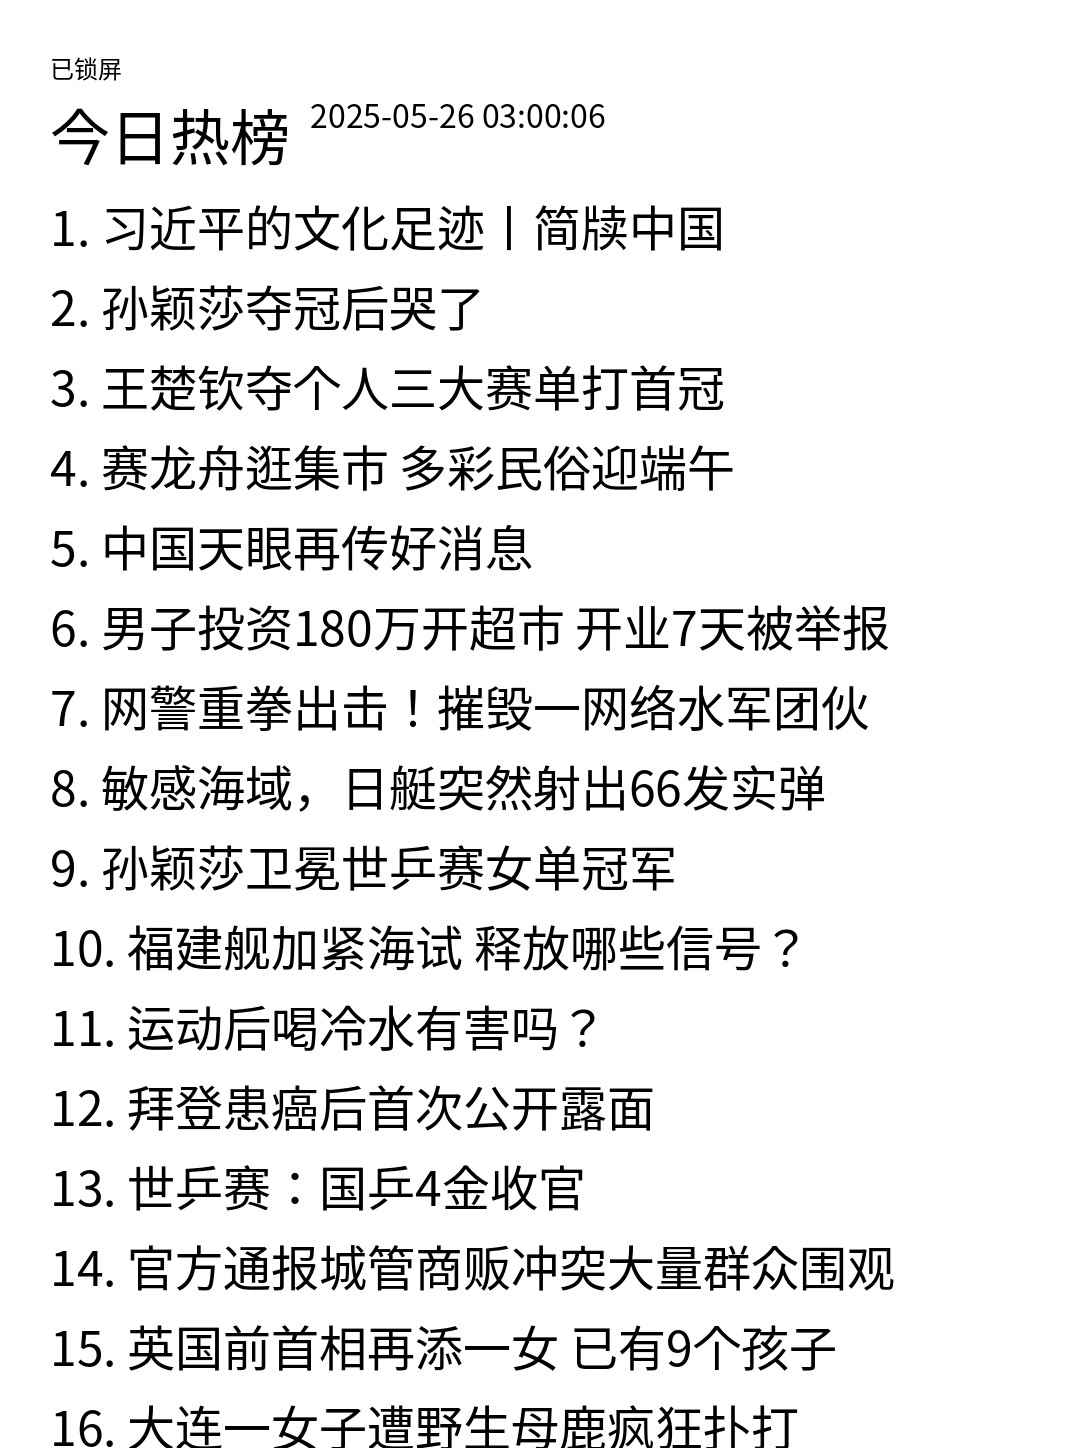 已锁屏
今日热榜 2025-05-26 03:00:06
1. 习近平的文化足迹丨简牍中国
2. 孙颖莎夺冠后哭了
3. 王楚钦夺个人三大赛单打首冠
4. 赛龙舟逛集市 多彩民俗迎端午
5. 中国天眼再传好消息
6. 男子投资180万开超市 开业7天被举报
7. 网警重拳出击！摧毁一网络水军团伙
8. 敏感海域，日艇突然射出66发实弹
9. 孙颖莎卫冕世乒赛女单冠军
10. 福建舰加紧海试 释放哪些信号？
11. 运动后喝冷水有害吗？
12. 拜登患癌后首次公开露面
13. 世乒赛：国乒4金收官
14. 官方通报城管商贩冲突大量群众围观
15. 英国前首相再添一女 已有9个孩子
16. 大连一女子遭野生母鹿疯狂扑打